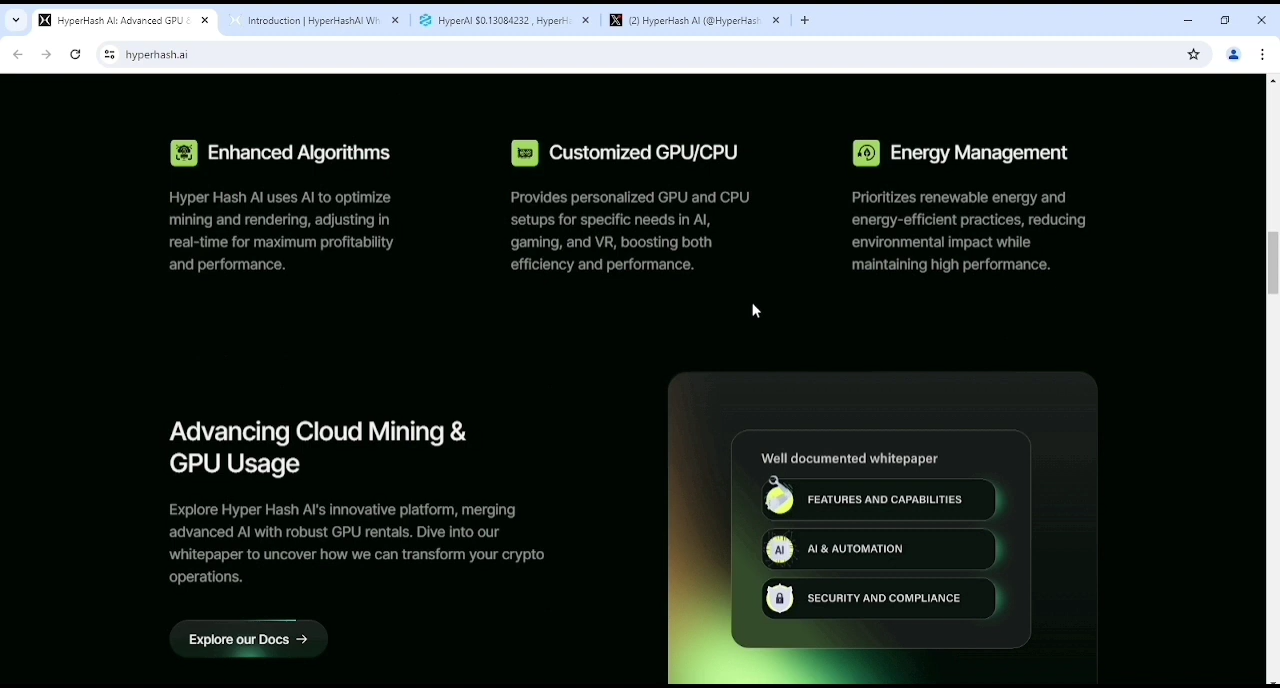 HyperHash AI: Advanced GPU &
Introduction | HyperHashAI Wh
HyperAI $0.13084232 , HyperHa
(2) HyperHash AI (@HyperHash
hyperhash.ai
Enhanced Algorithms
Hyper Hash AI uses AI to optimize
mining and rendering, adjusting in
real-time for maximum profitability
and performance.
Customized GPU/CPU
Provides personalized GPU and CPU
setups for specific needs in AI,
gaming, and VR, boosting both
efficiency and performance.
Energy Management
Prioritizes renewable energy and
energy-efficient practices, reducing
environmental impact while
maintaining high performance.
Advancing Cloud Mining &
GPU Usage
Explore Hyper Hash AI's innovative platform, merging
advanced AI with robust GPU rentals. Dive into our
whitepaper to uncover how we can transform your crypto
operations.
Explore our Docs →
Well documented whitepaper
FEATURES AND CAPABILITIES
AI
AI & AUTOMATION
SECURITY AND COMPLIANCE